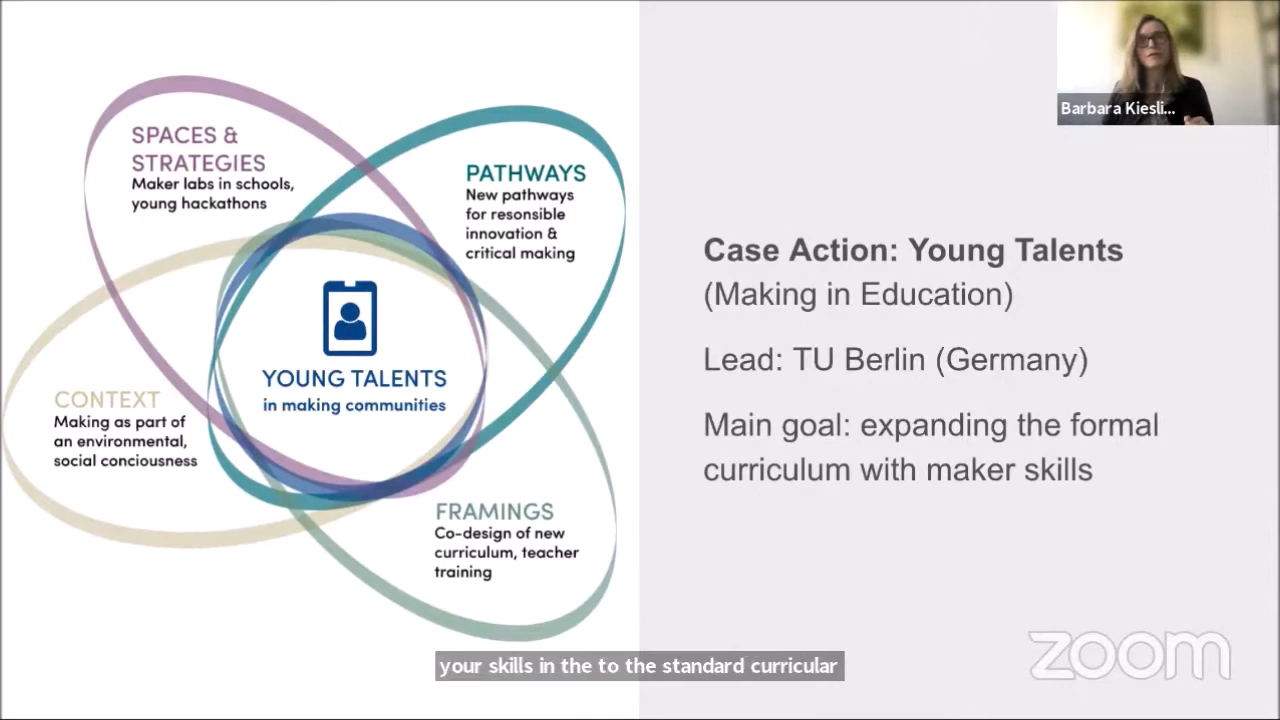 SPACES &
STRATEGIES
Maker labs in schools,
young hackathons
PATHWAYS
New pathways
for resonsible
innovation &
critical making
YOUNG TALENTS
in making communities
CONTEXT
Making as part of
an environmental,
social conciousness
FRAMINGS
Co-design of new
curriculum, teacher
training
Barbara Kiesli...
Case Action: Young Talents
(Making in Education)
Lead: TU Berlin (Germany)
Main goal: expanding the formal
curriculum with maker skills
your skills in the to the standard curricular
zoom